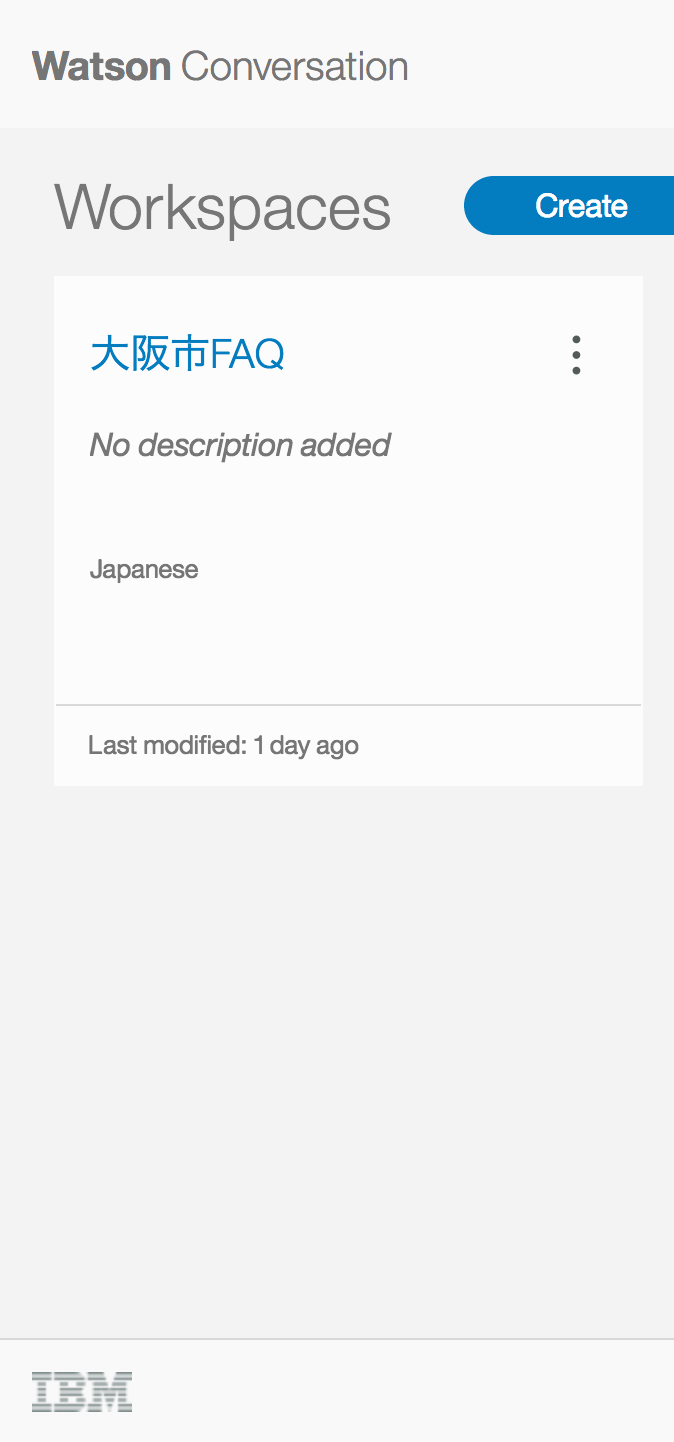 Watson Conversation
Workspaces
Create
大阪市FAQ
No description added
Japanese
Last modified: 1 day ago
IBM